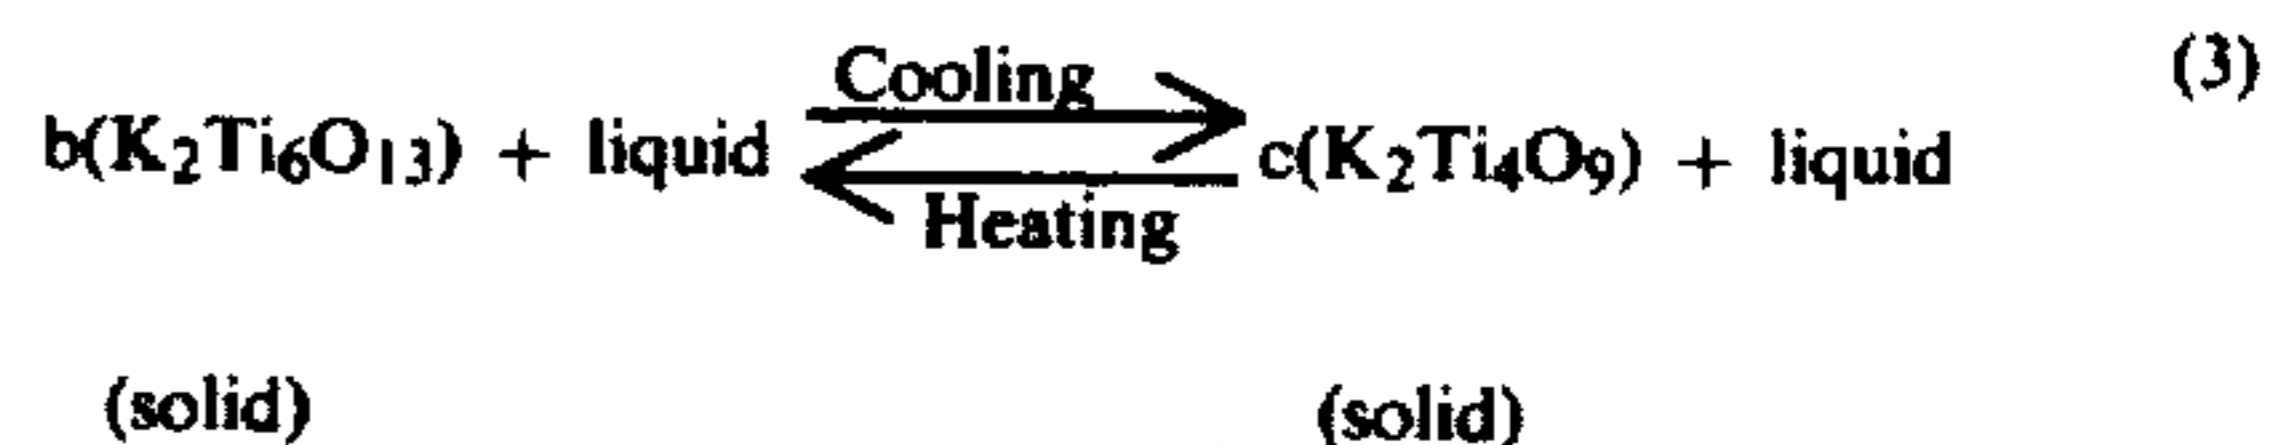 (3)
Cooling
b(K₂Ti₆O₁₃) + liquid ⇄ c(K₂Ti₄O₉) + liquid
Heating
(solid) (solid)